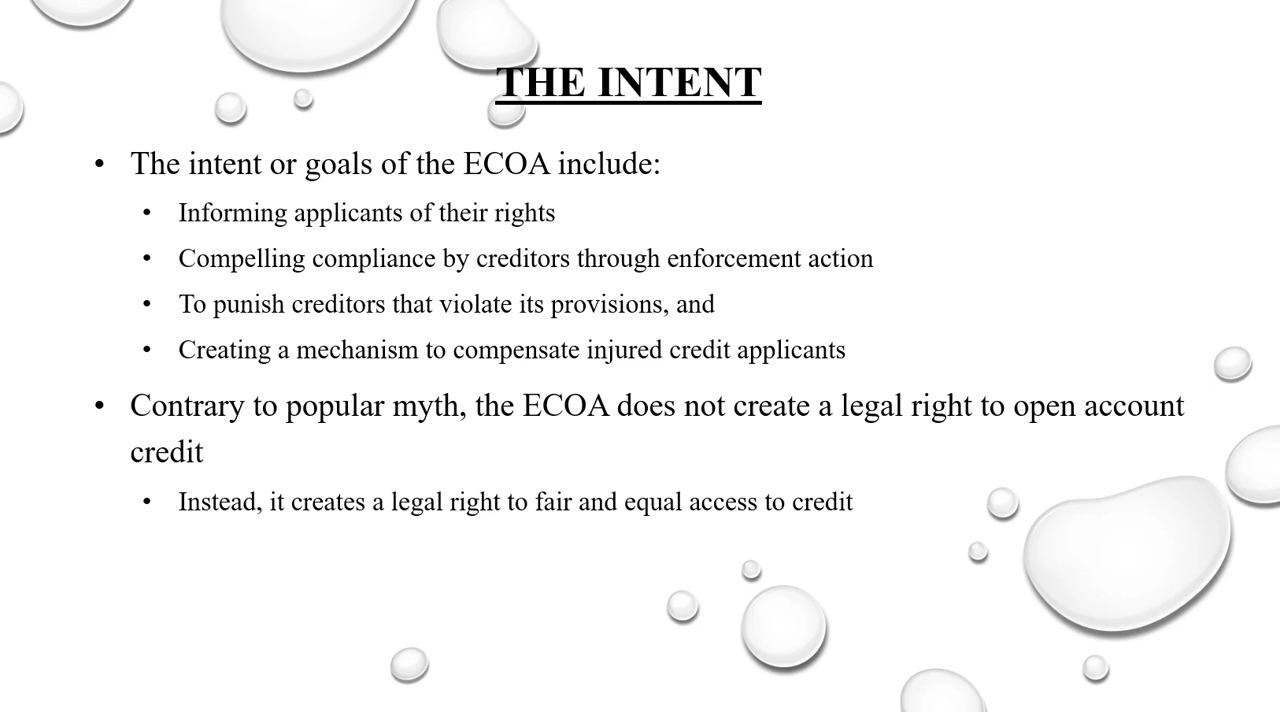 THE INTENT
• The intent or goals of the ECOA include:
• Informing applicants of their rights
• Compelling compliance by creditors through enforcement action
• To punish creditors that violate its provisions, and
• Creating a mechanism to compensate injured credit applicants
• Contrary to popular myth, the ECOA does not create a legal right to open account
credit
• Instead, it creates a legal right to fair and equal access to credit